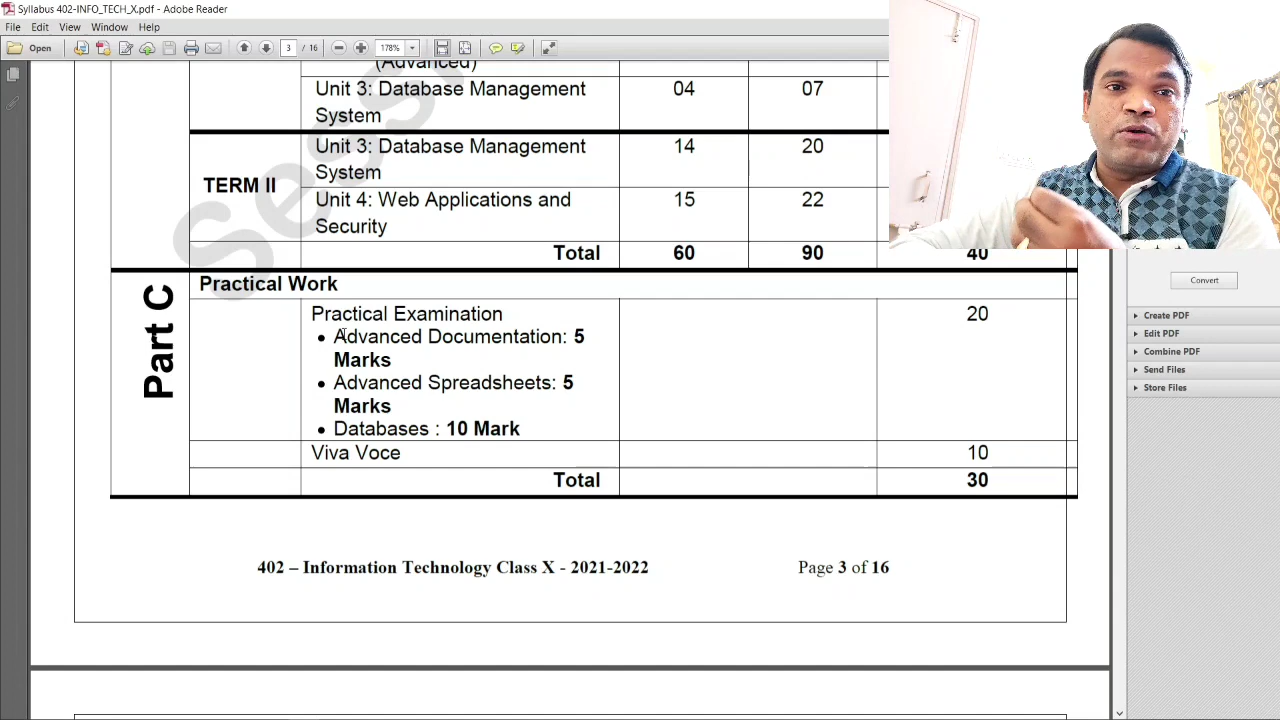 Syllabus 402-INFO_TECH_X.pdf - Adobe Reader
File Edit View Window Help
Open 3 / 16 178%
(Advanced)
Unit 3: Database Management System 04 07
TERM II
Unit 3: Database Management System 14 20
Unit 4: Web Applications and Security 15 22
Total 60 90 40
Part C
Practical Work
Practical Examination 20
• Advanced Documentation: 5 Marks
• Advanced Spreadsheets: 5 Marks
• Databases : 10 Mark
Viva Voce 10
Total 30
402 – Information Technology Class X - 2021-2022 Page 3 of 16
Sess
Convert
Create PDF
Edit PDF
Combine PDF
Send Files
Store Files